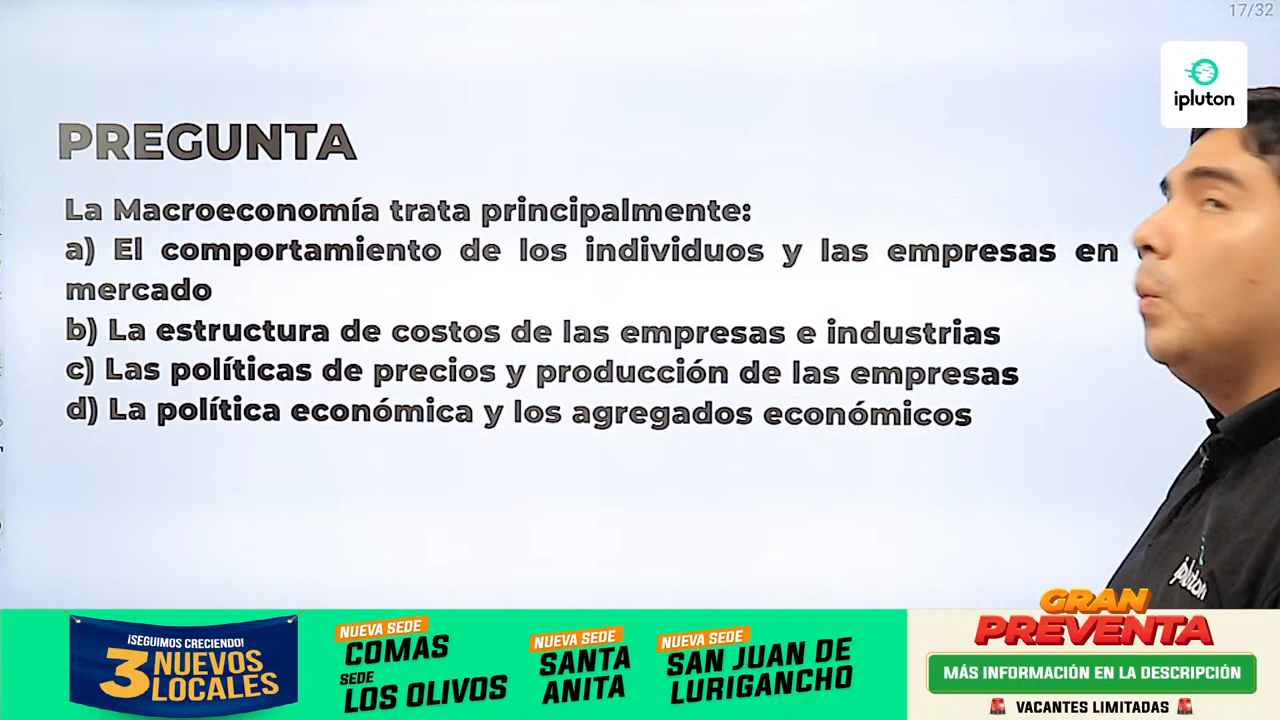 17/32
ipluton
PREGUNTA
La Macroeconomía trata principalmente:
a) El comportamiento de los individuos y las empresas en
mercado
b) La estructura de costos de las empresas e industrias
c) Las políticas de precios y producción de las empresas
d) La política económica y los agregados económicos
ipluton
¡SEGUIMOS CRECIENDO!
3 NUEVOS
LOCALES
NUEVA SEDE
COMAS
SEDE
LOS OLIVOS
NUEVA SEDE
SANTA
ANITA
NUEVA SEDE
SAN JUAN DE
LURIGANCHO
GRAN
PREVENTA
MÁS INFORMACIÓN EN LA DESCRIPCIÓN
VACANTES LIMITADAS